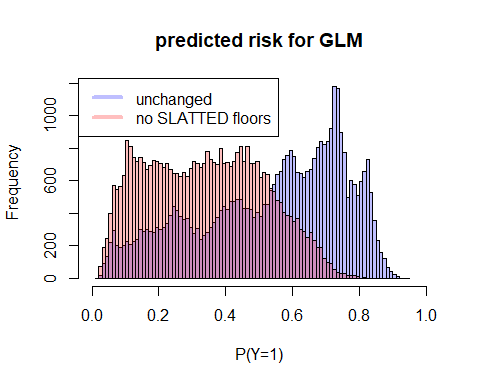 predicted risk for GLM
unchanged
no SLATTED floors
Frequency
1000
600
200
0
0.0 0.2 0.4 0.6 0.8 1.0
P(Y=1)